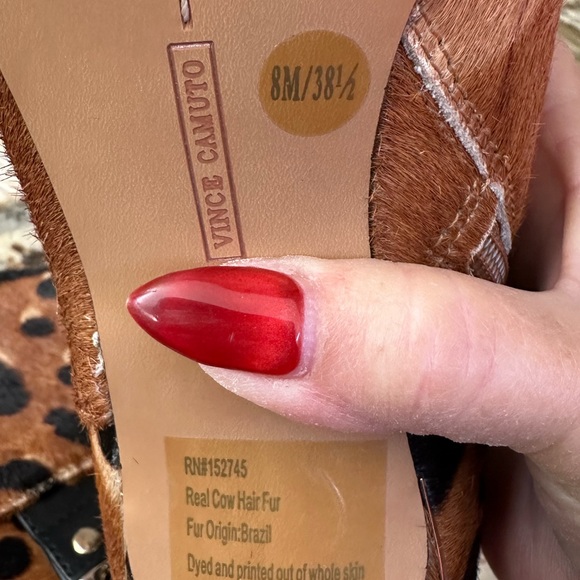 8M/38½
VINCE CAMUTO
RN#152745
Real Cow Hair Fur
Fur Origin:Brazil
Dyed and printed out of whole skin